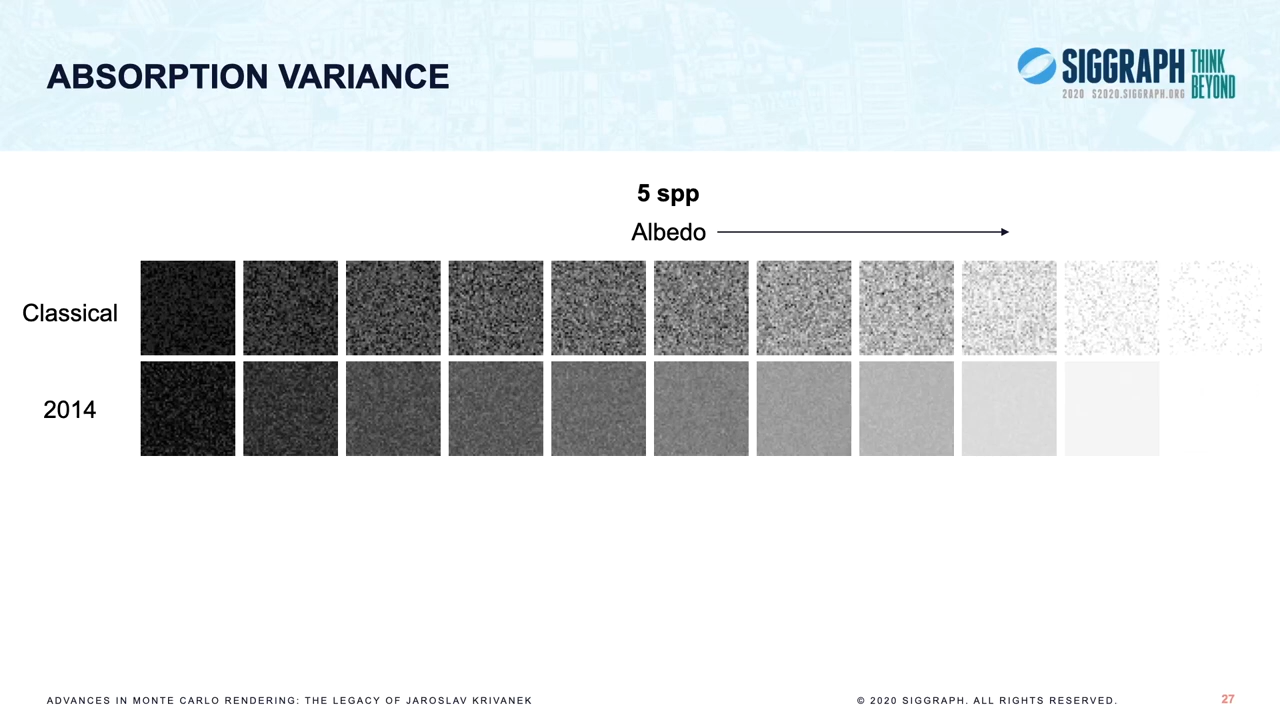 ABSORPTION VARIANCE
SIGGRAPH
THINK
BEYOND
2020 S2020.SIGGRAPH.ORG
5 spp
Albedo
Classical
2014
ADVANCES IN MONTE CARLO RENDERING: THE LEGACY OF JAROSLAV KRIVANEK
© 2020 SIGGRAPH. ALL RIGHTS RESERVED.
27